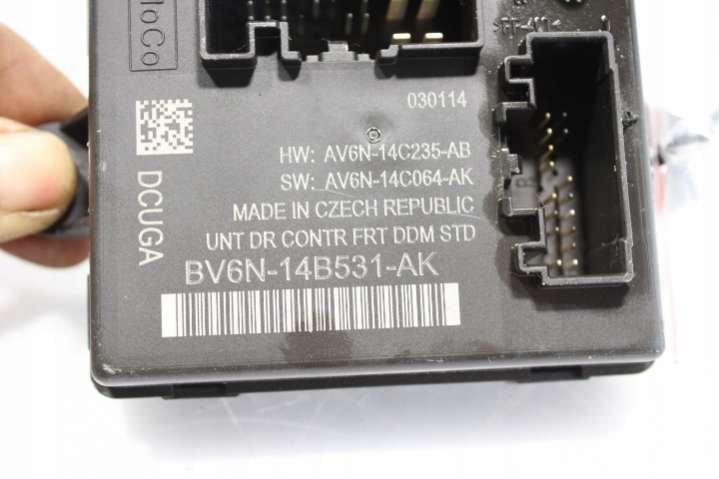 HW: AV6N-14C235-AB
SW: AV6N-14C064-AK
MADE IN CZECH REPUBLIC
UNT DR CONTR FRT DDM STD
BV6N-14B531-AK
030114
DCUGA